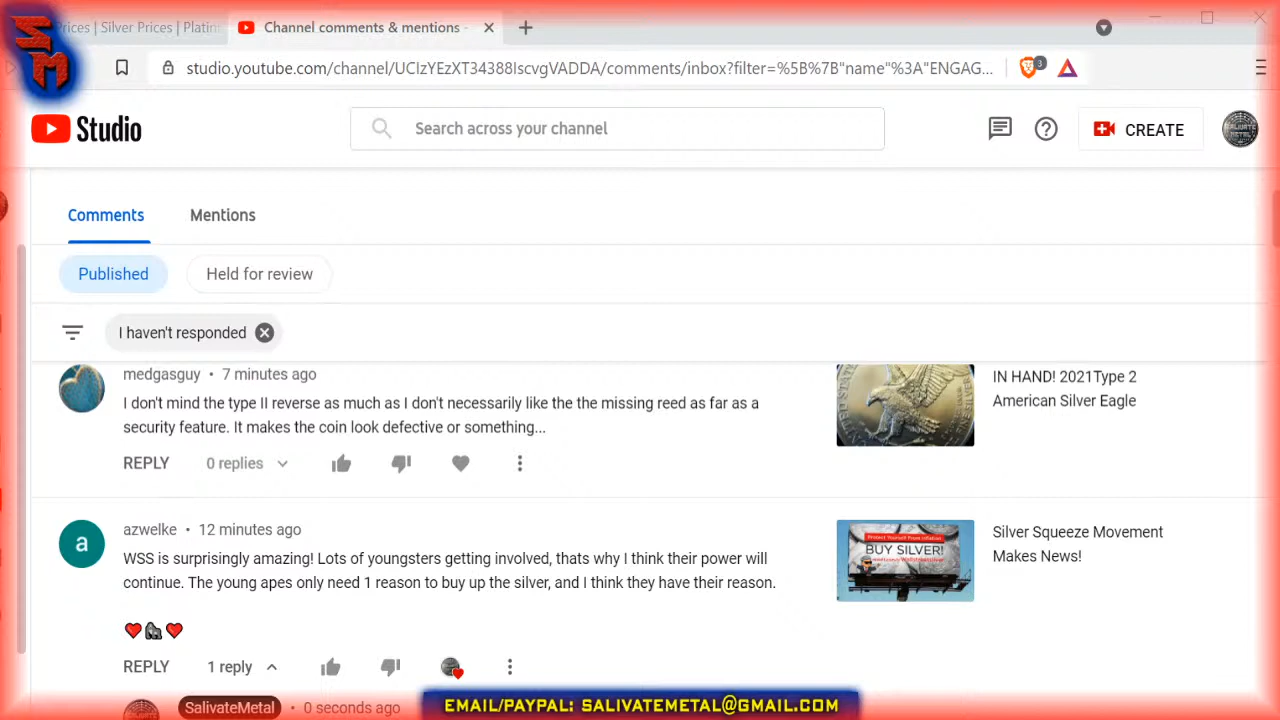 SM
Prices | Silver Prices | Platin
Channel comments & mentions -
studio.youtube.com/channel/UCIzYEzXT34388IscvgVADDA/comments/inbox?filter=%5B%7B"name"%3A"ENGAG...
3
Studio
Search across your channel
CREATE
Comments
Mentions
Published
Held for review
I haven't responded
medgasguy • 7 minutes ago
I don't mind the type II reverse as much as I don't necessarily like the the missing reed as far as a
security feature. It makes the coin look defective or something...
REPLY
0 replies
IN HAND! 2021Type 2
American Silver Eagle
a
azwelke • 12 minutes ago
WSS is surprisingly amazing! Lots of youngsters getting involved, thats why I think their power will
continue. The young apes only need 1 reason to buy up the silver, and I think they have their reason.
❤️🦍❤️
REPLY
1 reply
Protect Yourself From Inflation
BUY SILVER!
Silver Squeeze Movement
Makes News!
SalivateMetal • 0 seconds ago
EMAIL/PAYPAL: SALIVATEMETAL@GMAIL.COM